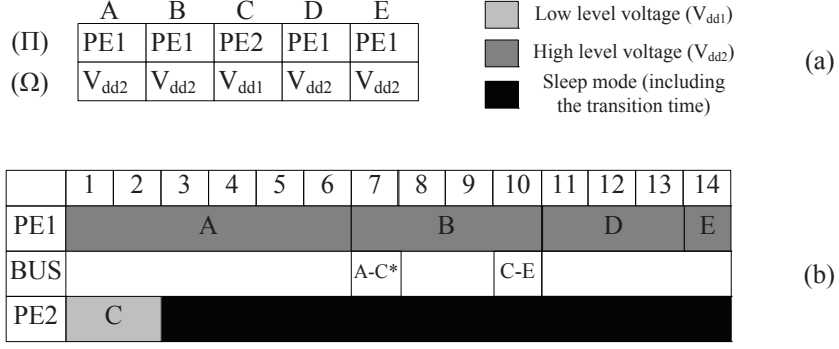 A B C D E
(Π) PE1 PE1 PE2 PE1 PE1
(Ω) Vdd2 Vdd2 Vdd1 Vdd2 Vdd2
Low level voltage (Vdd1)
High level voltage (Vdd2)
Sleep mode (including
the transition time)
(a)
1 2 3 4 5 6 7 8 9 10 11 12 13 14
PE1 A B D E
BUS A-C* C-E
PE2 C
(b)